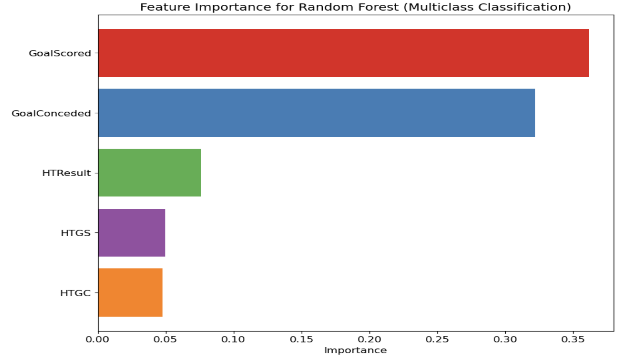 Feature Importance for Random Forest (Multiclass Classification)
GoalScored
GoalConceded
HTResult
HTGS
HTGC
0.00 0.05 0.10 0.15 0.20 0.25 0.30 0.35
Importance